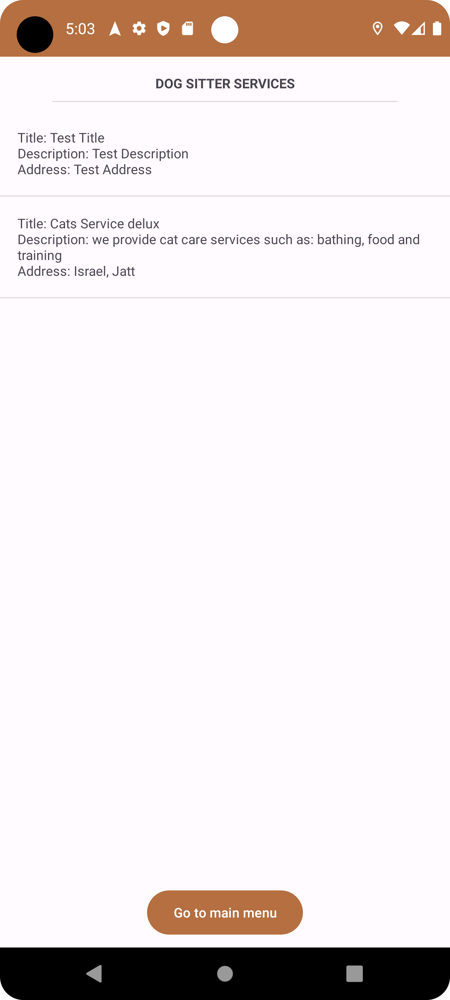 5:03
DOG SITTER SERVICES
Title: Test Title
Description: Test Description
Address: Test Address
Title: Cats Service delux
Description: we provide cat care services such as: bathing, food and
training
Address: Israel, Jatt
Go to main menu